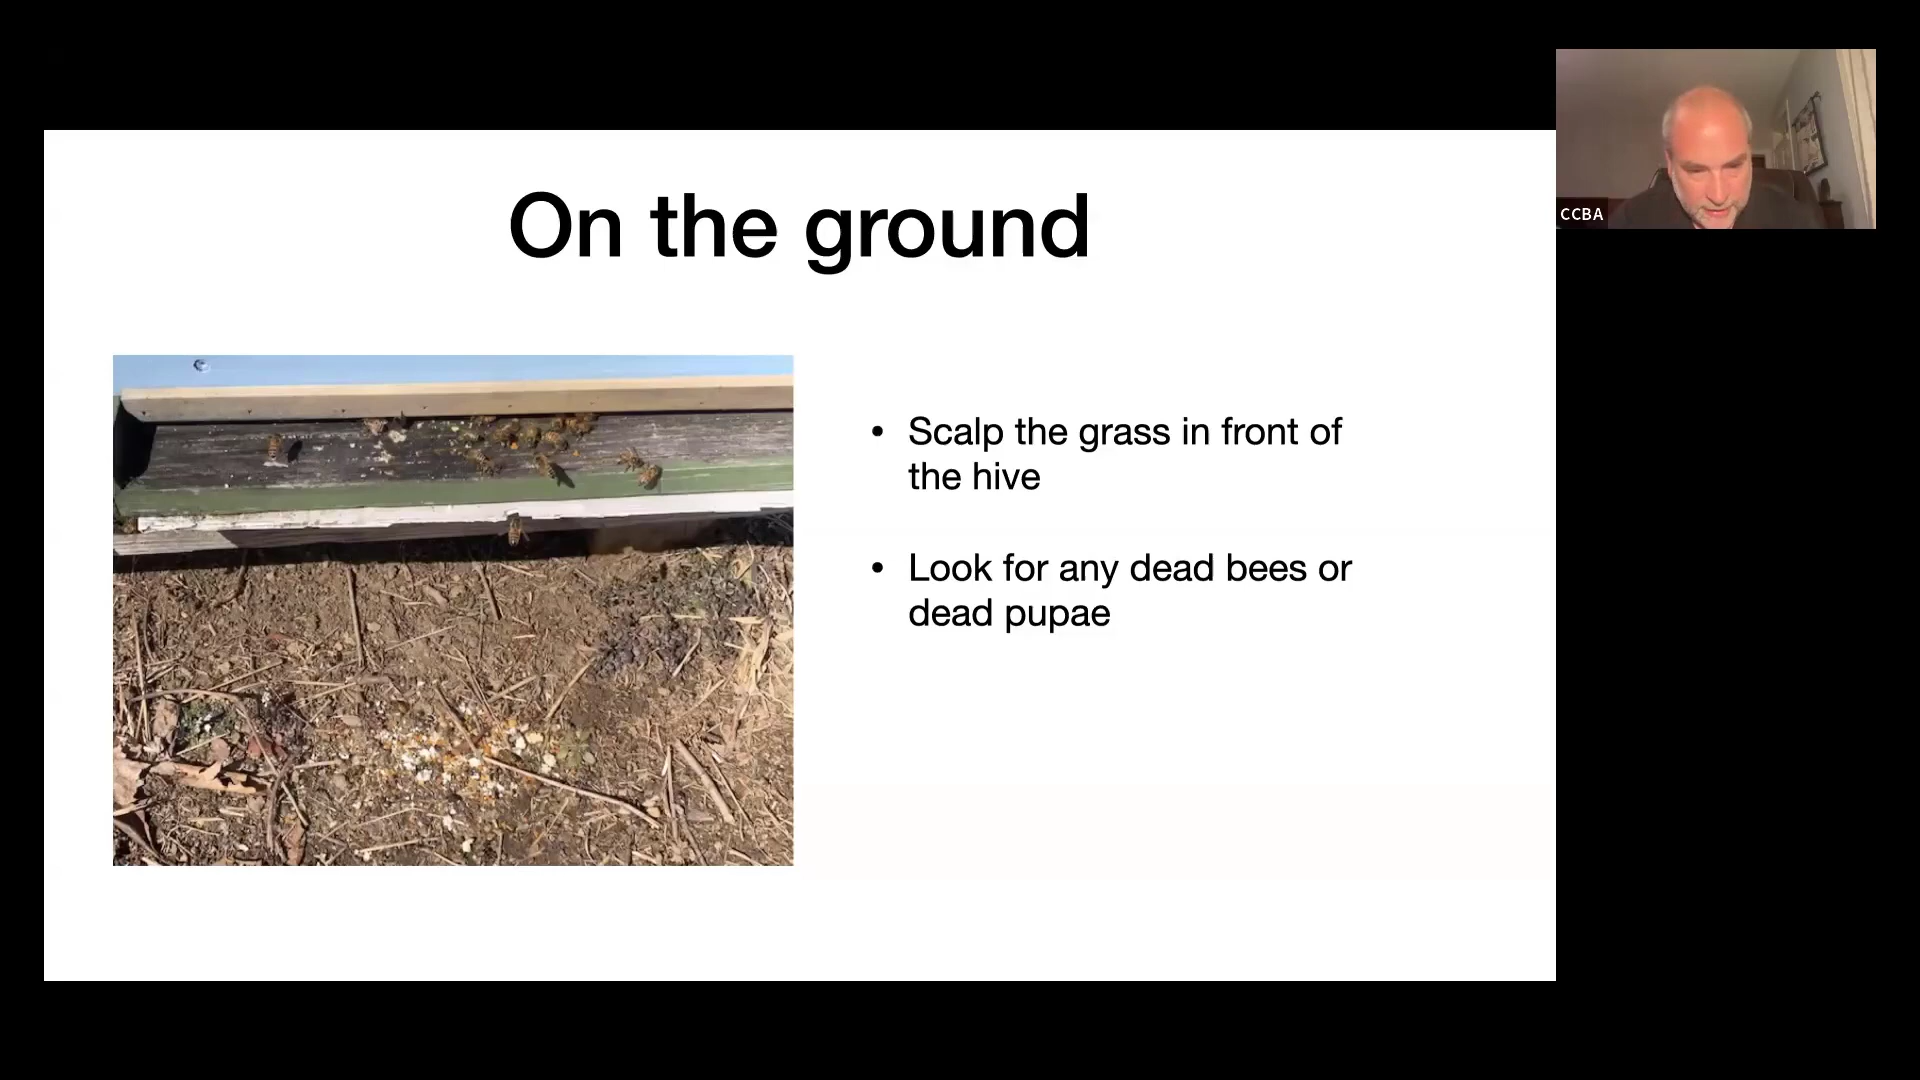 On the ground
• Scalp the grass in front of
the hive
• Look for any dead bees or
dead pupae
CCBA